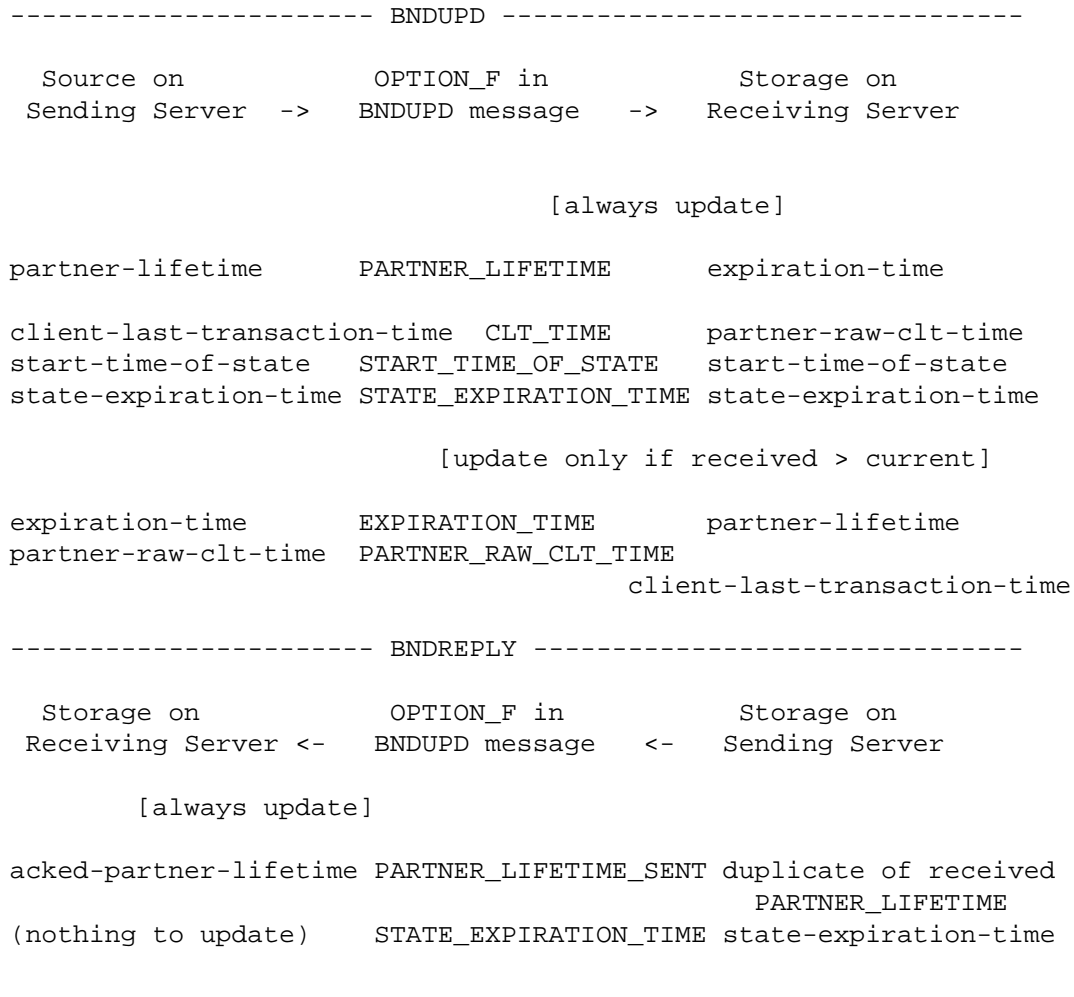 ----------------------- BNDUPD ---------------------------------
Source on OPTION_F in Storage on
Sending Server -> BNDUPD message -> Receiving Server
[always update]
partner-lifetime PARTNER_LIFETIME expiration-time
client-last-transaction-time CLT_TIME partner-raw-clt-time
start-time-of-state START_TIME_OF_STATE start-time-of-state
state-expiration-time STATE_EXPIRATION_TIME state-expiration-time
[update only if received > current]
expiration-time EXPIRATION_TIME partner-lifetime
partner-raw-clt-time PARTNER_RAW_CLT_TIME
client-last-transaction-time
----------------------- BNDREPLY -------------------------------
Storage on OPTION_F in Storage on
Receiving Server <- BNDUPD message <- Sending Server
[always update]
acked-partner-lifetime PARTNER_LIFETIME_SENT duplicate of received
PARTNER_LIFETIME
(nothing to update) STATE_EXPIRATION_TIME state-expiration-time